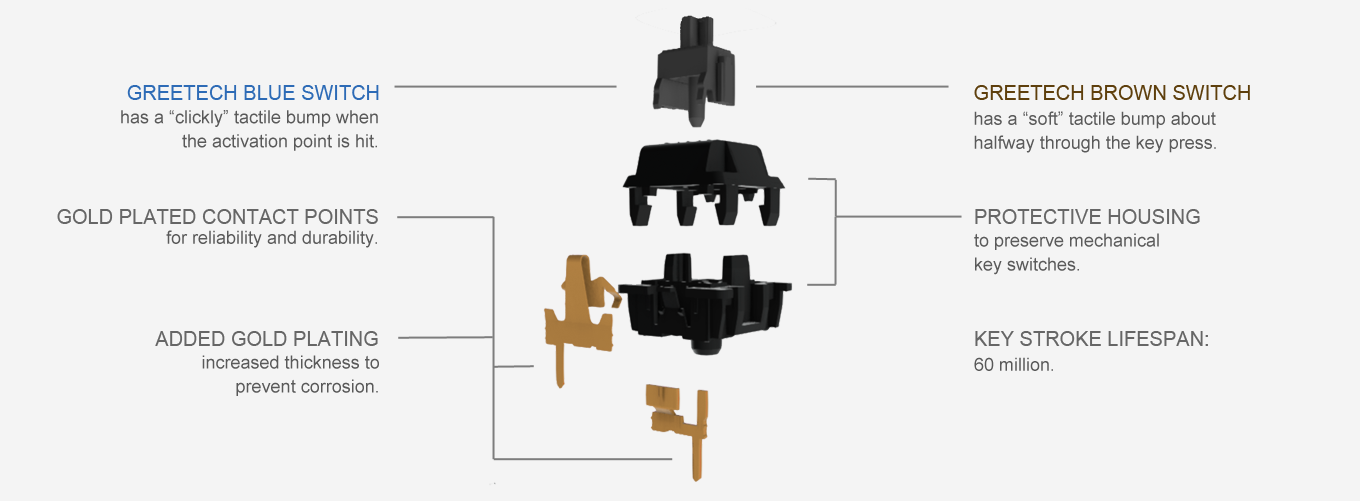 GREETECH BLUE SWITCH
has a “clickly” tactile bump when
the activation point is hit.
GOLD PLATED CONTACT POINTS
for reliability and durability.
ADDED GOLD PLATING
increased thickness to
prevent corrosion.
GREETECH BROWN SWITCH
has a “soft” tactile bump about
halfway through the key press.
PROTECTIVE HOUSING
to preserve mechanical
key switches.
KEY STROKE LIFESPAN:
60 million.